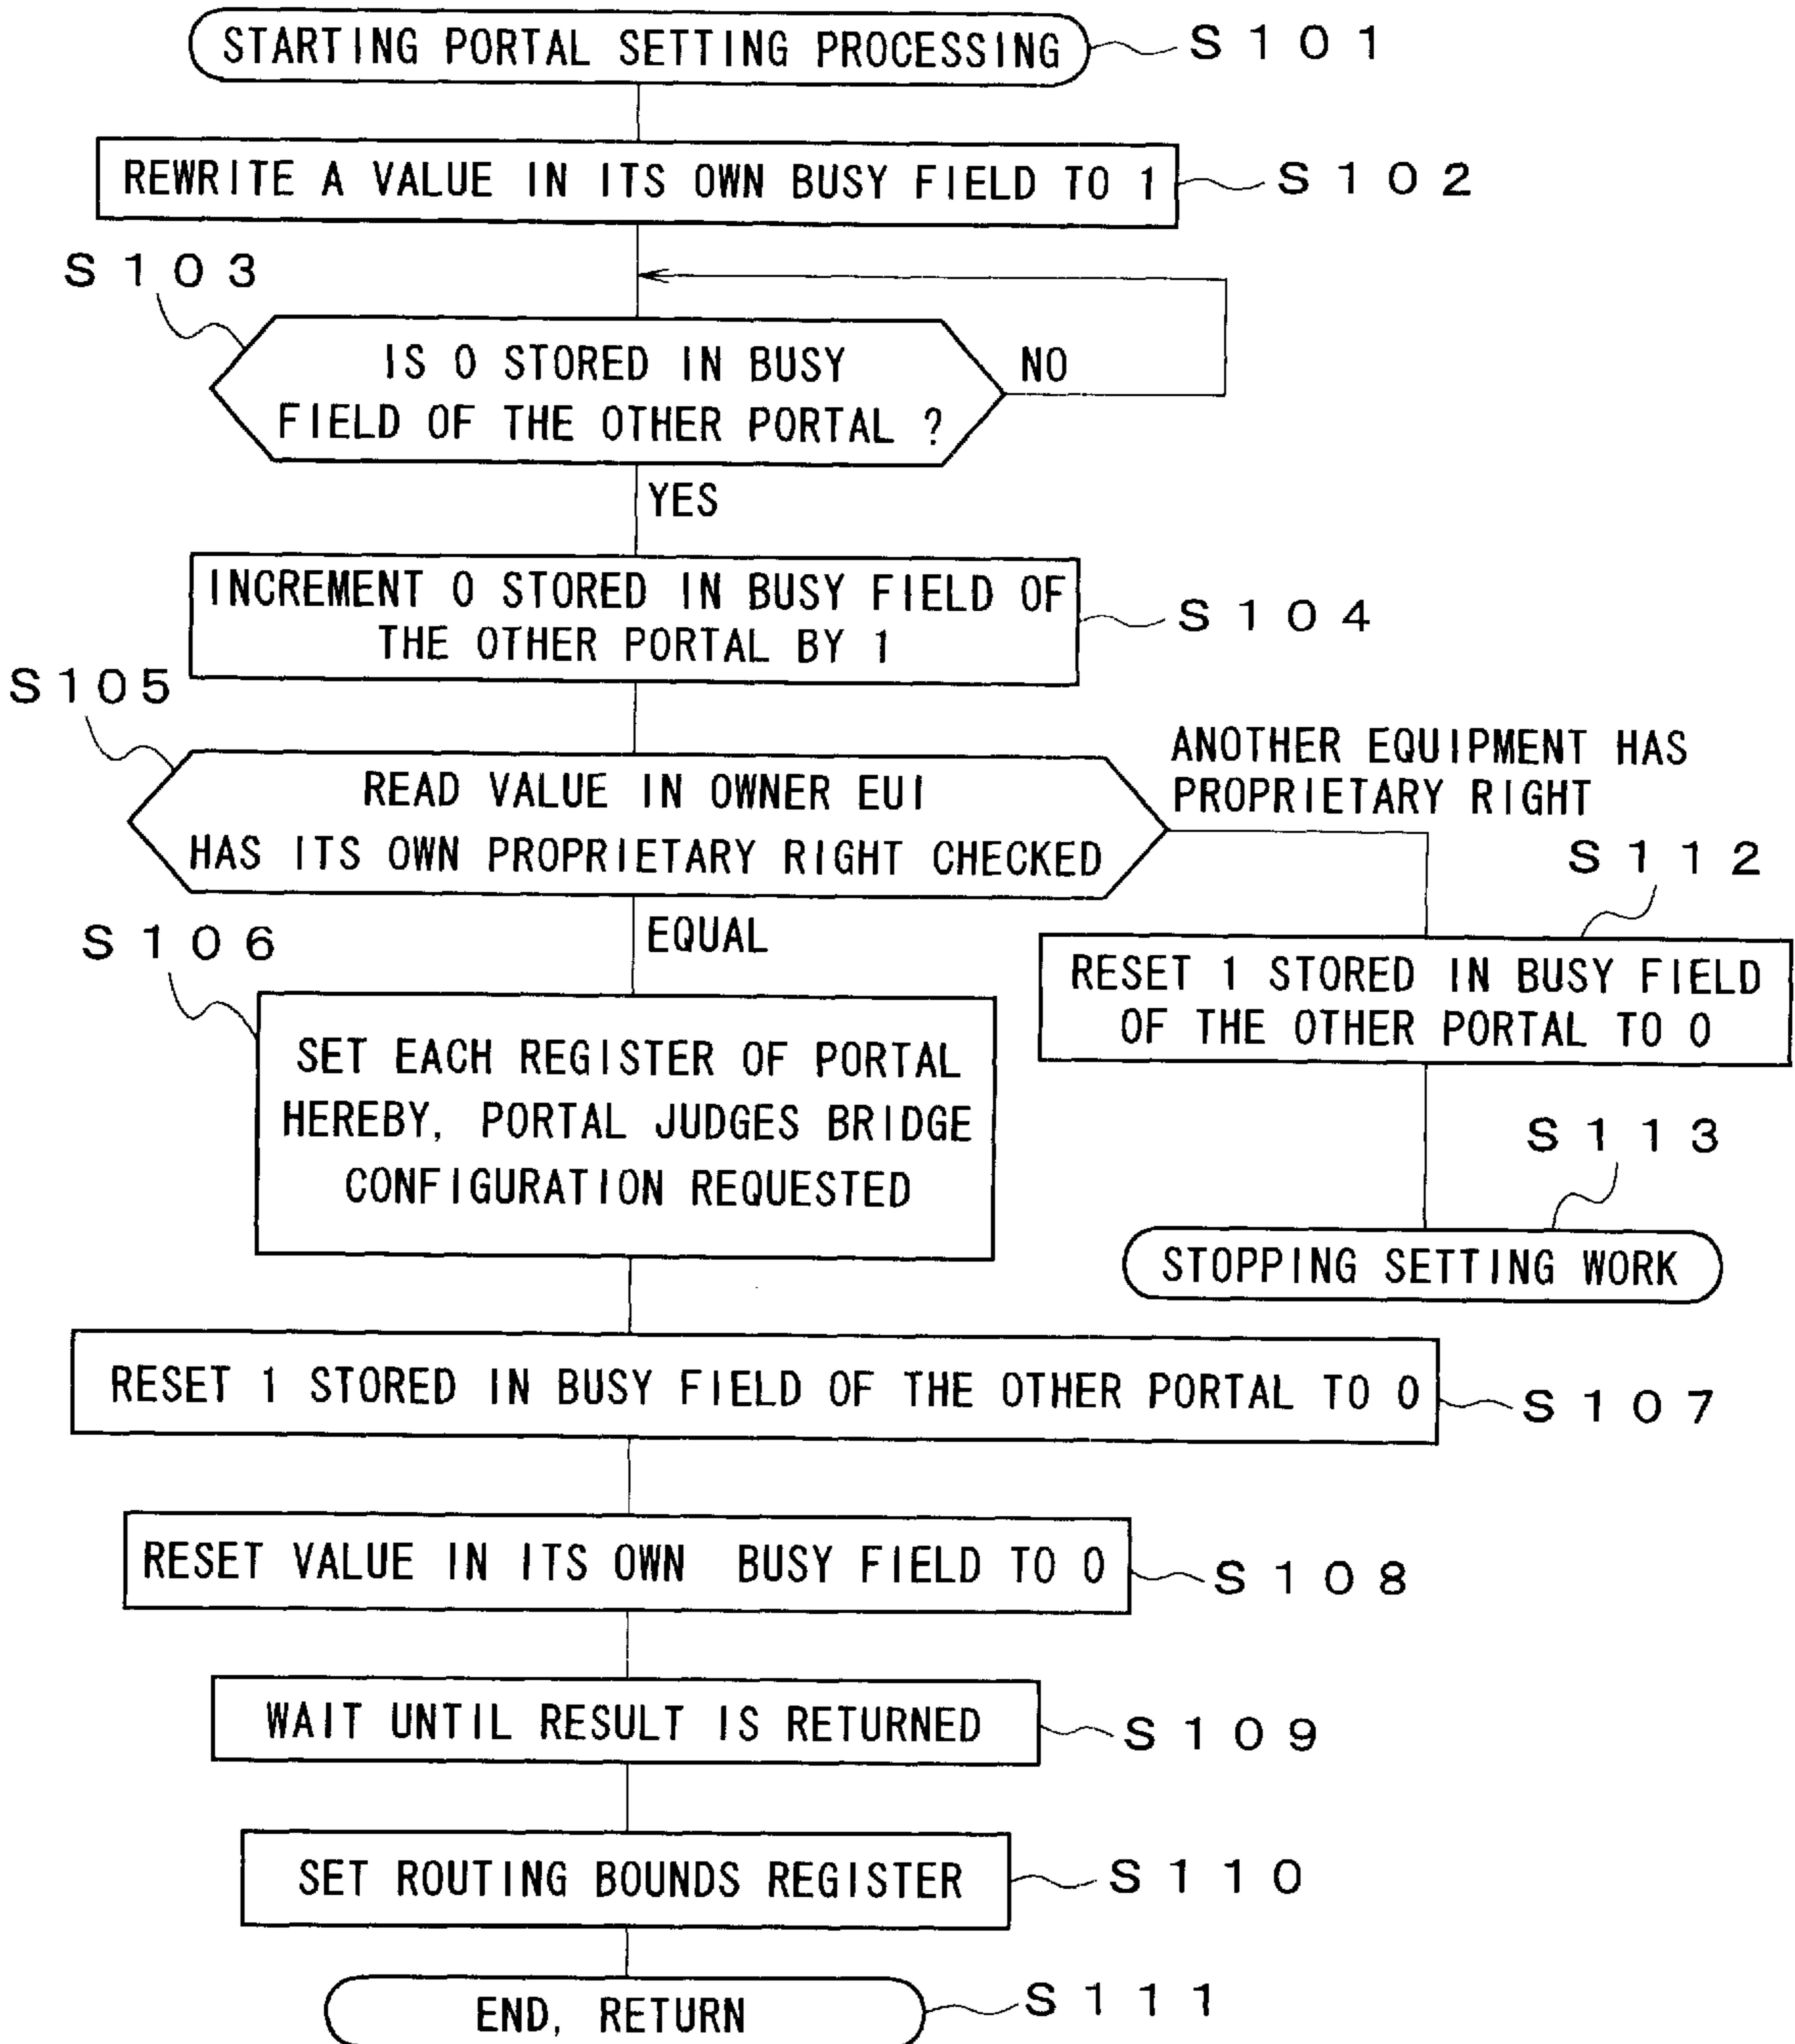 STARTING PORTAL SETTING PROCESSING
S101
REWRITE A VALUE IN ITS OWN BUSY FIELD TO 1
S102
S103
IS 0 STORED IN BUSY
FIELD OF THE OTHER PORTAL ?
NO
YES
INCREMENT 0 STORED IN BUSY FIELD OF
THE OTHER PORTAL BY 1
S104
S105
READ VALUE IN OWNER EUI
HAS ITS OWN PROPRIETARY RIGHT CHECKED
ANOTHER EQUIPMENT HAS
PROPRIETARY RIGHT
S112
EQUAL
S106
RESET 1 STORED IN BUSY FIELD
OF THE OTHER PORTAL TO 0
SET EACH REGISTER OF PORTAL
HEREBY, PORTAL JUDGES BRIDGE
CONFIGURATION REQUESTED
S113
STOPPING SETTING WORK
RESET 1 STORED IN BUSY FIELD OF THE OTHER PORTAL TO 0
S107
RESET VALUE IN ITS OWN BUSY FIELD TO 0
S108
WAIT UNTIL RESULT IS RETURNED
S109
SET ROUTING BOUNDS REGISTER
S110
END, RETURN
S111